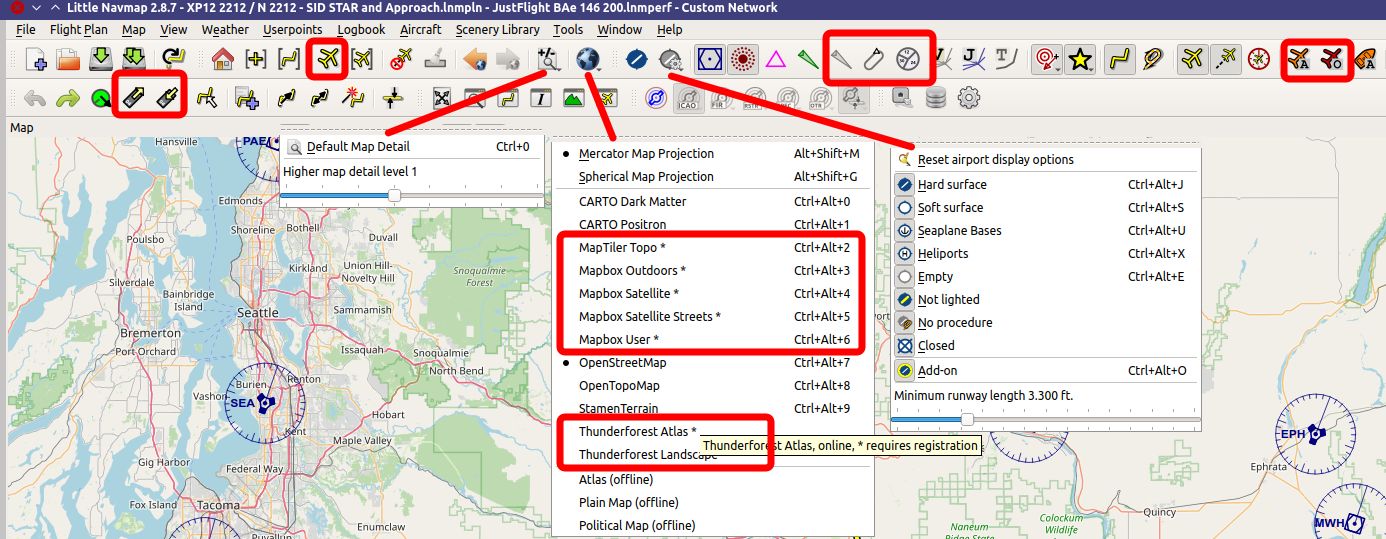 Little Navmap 2.8.7 - XP12 2212 / N 2212 - SID STAR and Approach.lnmpln - JustFlight BAe 146 200.lnmperf - Custom Network
File Flight Plan Map View Weather Userpoints Logbook Aircraft Scenery Library Tools Window Help
V J T A O A
I ICAO FIR RSTR OTR
Map
Default Map Detail Ctrl+0
Higher map detail level 1
Mercator Map Projection Alt+Shift+M
Spherical Map Projection Alt+Shift+G
CARTO Dark Matter Ctrl+Alt+0
CARTO Positron Ctrl+Alt+1
MapTiler Topo * Ctrl+Alt+2
Mapbox Outdoors * Ctrl+Alt+3
Mapbox Satellite * Ctrl+Alt+4
Mapbox Satellite Streets * Ctrl+Alt+5
Mapbox User * Ctrl+Alt+6
OpenStreetMap Ctrl+Alt+7
OpenTopoMap Ctrl+Alt+8
StamenTerrain Ctrl+Alt+9
Thunderforest Atlas *
Thunderforest Landscape
Thunderforest Atlas, online, * requires registration
Atlas (offline)
Plain Map (offline)
Political Map (offline)
Reset airport display options
Hard surface Ctrl+Alt+J
Soft surface Ctrl+Alt+S
Seaplane Bases Ctrl+Alt+U
Heliports Ctrl+Alt+X
Empty Ctrl+Alt+E
Not lighted
No procedure
Closed
Add-on Ctrl+Alt+O
Minimum runway length 3.300 ft.
Hansville
PAE
Edmonds
Shoreline
Bothell
Duvall
Poulsbo
Kirkland
Union Hill-
Novelty Hill
Snoqualmie
Forest
Silverdale
Bainbridge
Island
Seattle
Sammamish
Bremerton
Port Orchard
Issaquah
Snoqualmie
North Bend
Burien
Renton
SEA
Kent
Hobart
Maple Valley
Gig Harbor
Federal Way
Fox Island
Tacoma
Enumclaw
EPH
Ephrata
Quincy
MWH
Naneum
Ridge State
Colockum
Wildlife